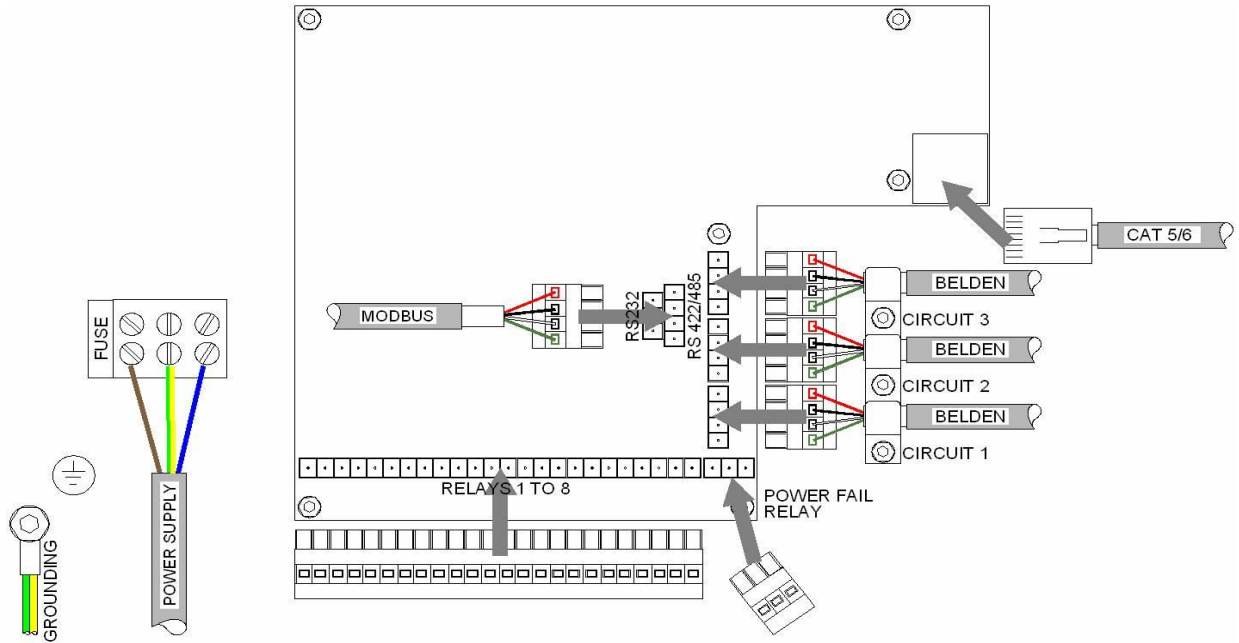 CAT 5/6
BELDEN
CIRCUIT 3
RS232
RS 422/485
MODBUS
FUSE
BELDEN
CIRCUIT 2
BELDEN
CIRCUIT 1
RELAYS 1 TO 8
POWER FAIL
RELAY
POWER SUPPLY
GROUNDING